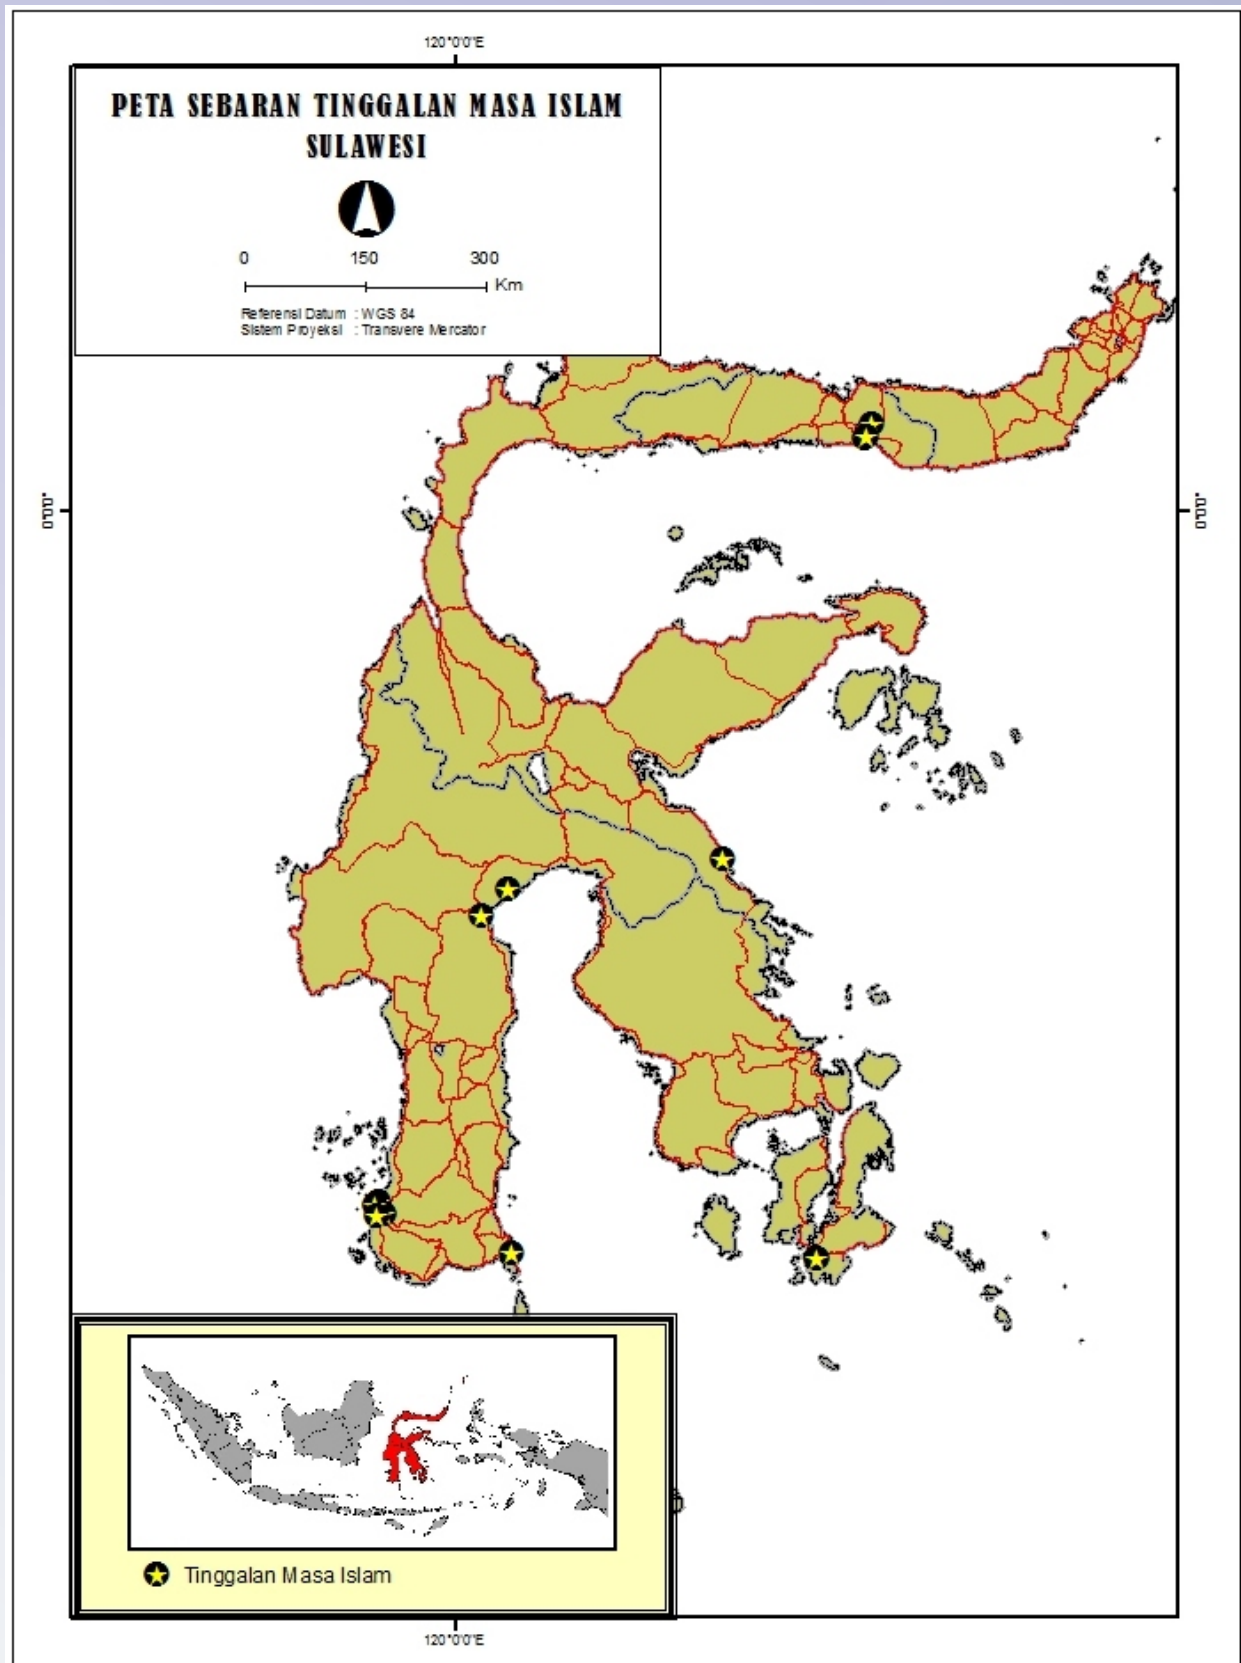 120°0'0"E
PETA SEBARAN TINGGALAN MASA ISLAM
SULAWESI
0 150 300
Km
Referensi Datum : WGS 84
Sistem Proyeksi : Transvere Mercator
0°0'0"
0°0'0"
Tinggalan Masa Islam
120°0'0"E